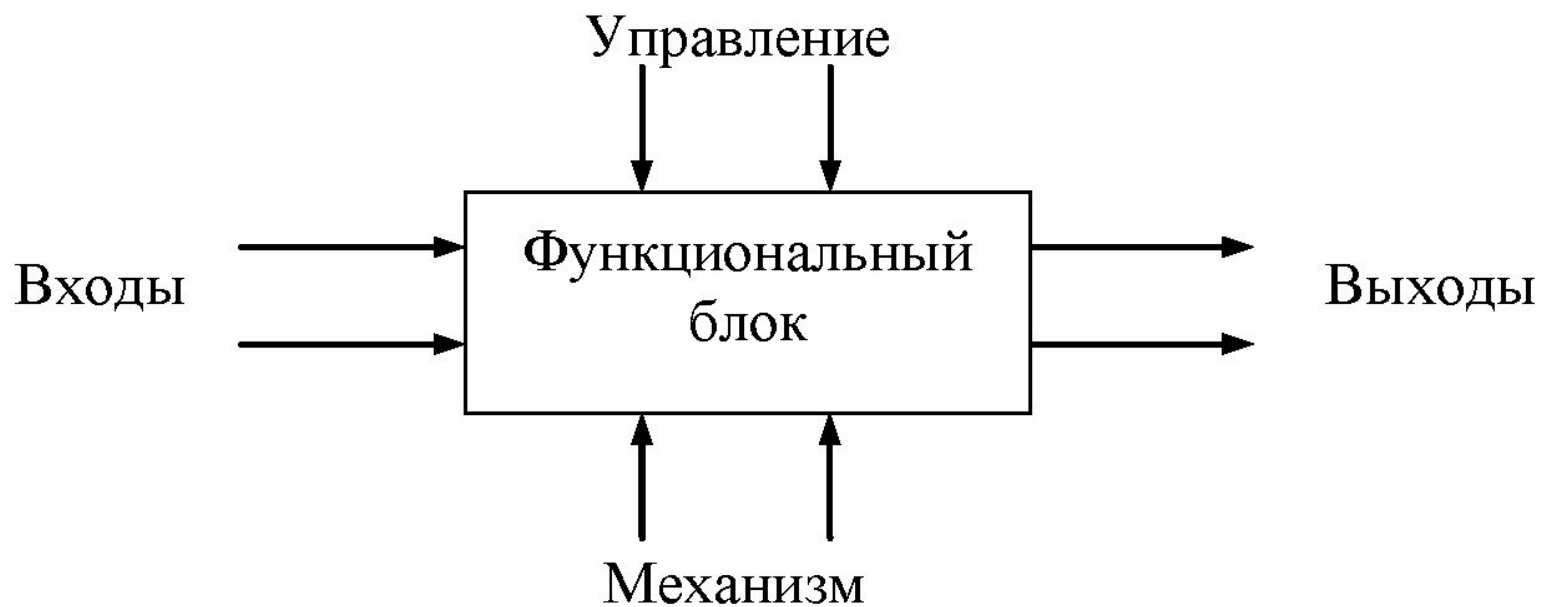 Управление
Функциональный
блок
Входы
Выходы
Механизм